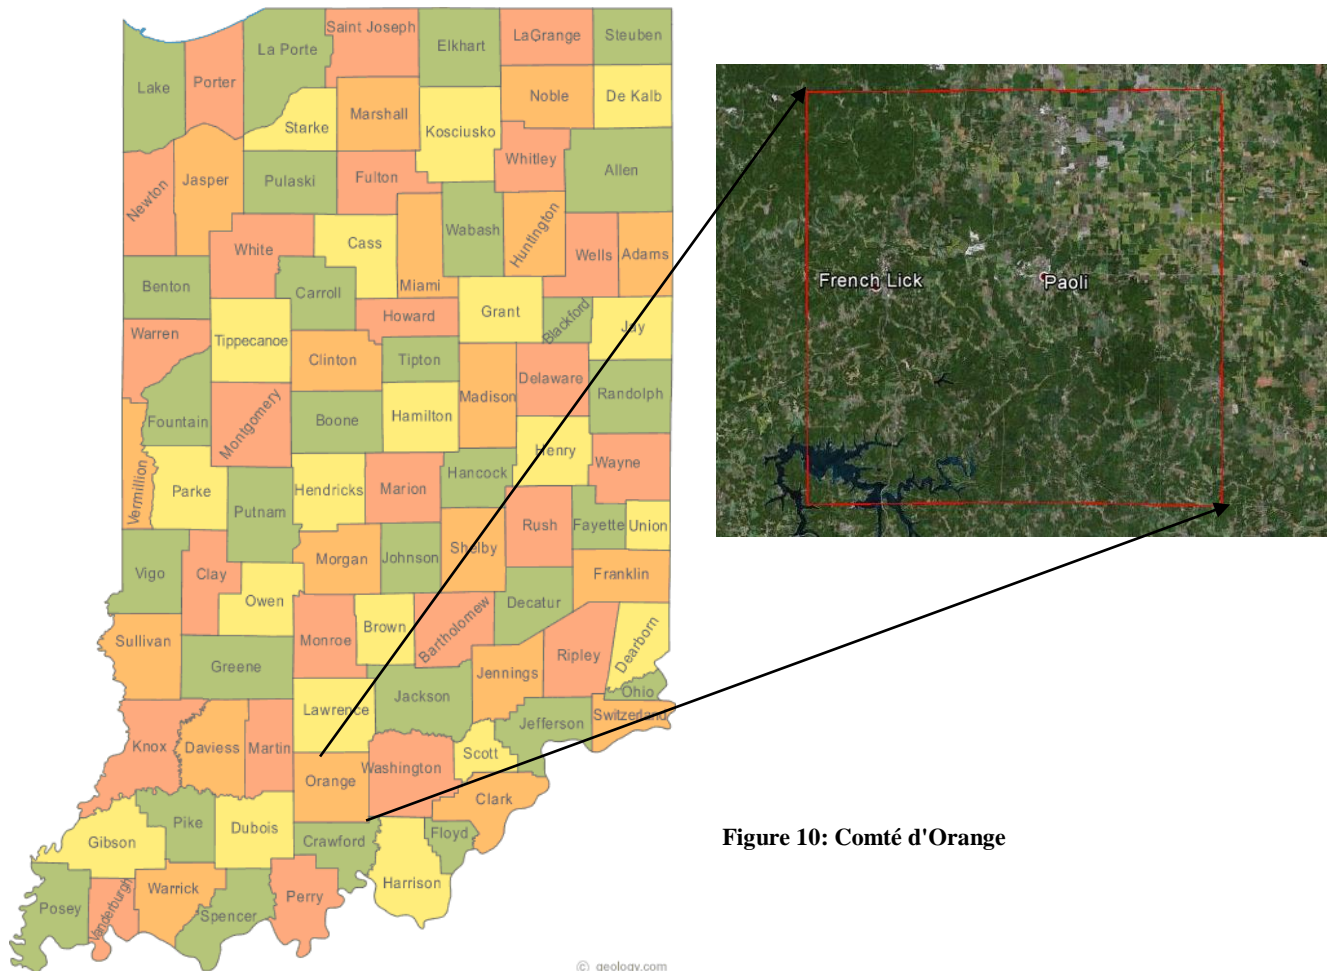 Saint Joseph
LaGrange
Steuben
Elkhart
La Porte
Lake
Porter
Noble
De Kalb
Marshall
Starke
Kosciusko
Whitley
Allen
Jasper
Pulaski
Fulton
Newton
Huntington
Wabash
White
Cass
Wells
Adams
Benton
Carroll
Miami
Howard
Grant
Blackford
Jay
Warren
Tippecanoe
Clinton
Tipton
Delaware
Randolph
Madison
Hamilton
Boone
Fountain
Montgomery
Henry
Wayne
Hancock
Vermillion
Parke
Hendricks
Marion
Putnam
Rush
Fayette
Union
Shelby
Morgan
Johnson
Vigo
Clay
Franklin
Owen
Decatur
Brown
Bartholomew
Monroe
Sullivan
Dearborn
Ripley
Greene
Jennings
Ohio
Jackson
Lawrence
Switzerland
Jefferson
Knox
Daviess
Martin
Scott
Washington
Orange
Clark
Pike
Dubois
Floyd
Crawford
Gibson
Harrison
Warrick
Perry
Vanderburgh
Posey
Spencer
© geology.com
French Lick
Paoli
Figure 10: Comté d'Orange